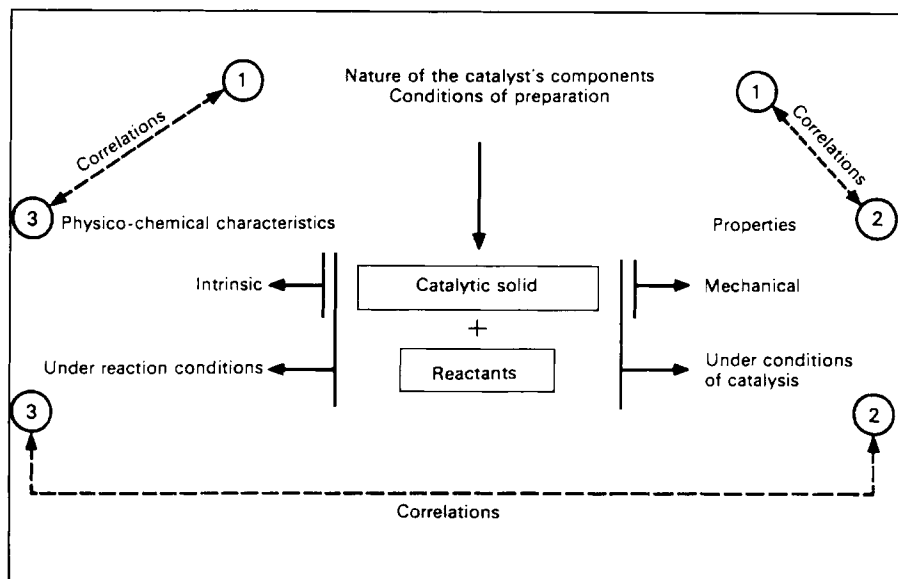 1
Nature of the catalyst's components
Conditions of preparation
1
Correlations
Correlations
3
Physico-chemical characteristics
Properties
2
Intrinsic
Catalytic solid
Mechanical
+
Under reaction conditions
Reactants
Under conditions
of catalysis
3
2
Correlations